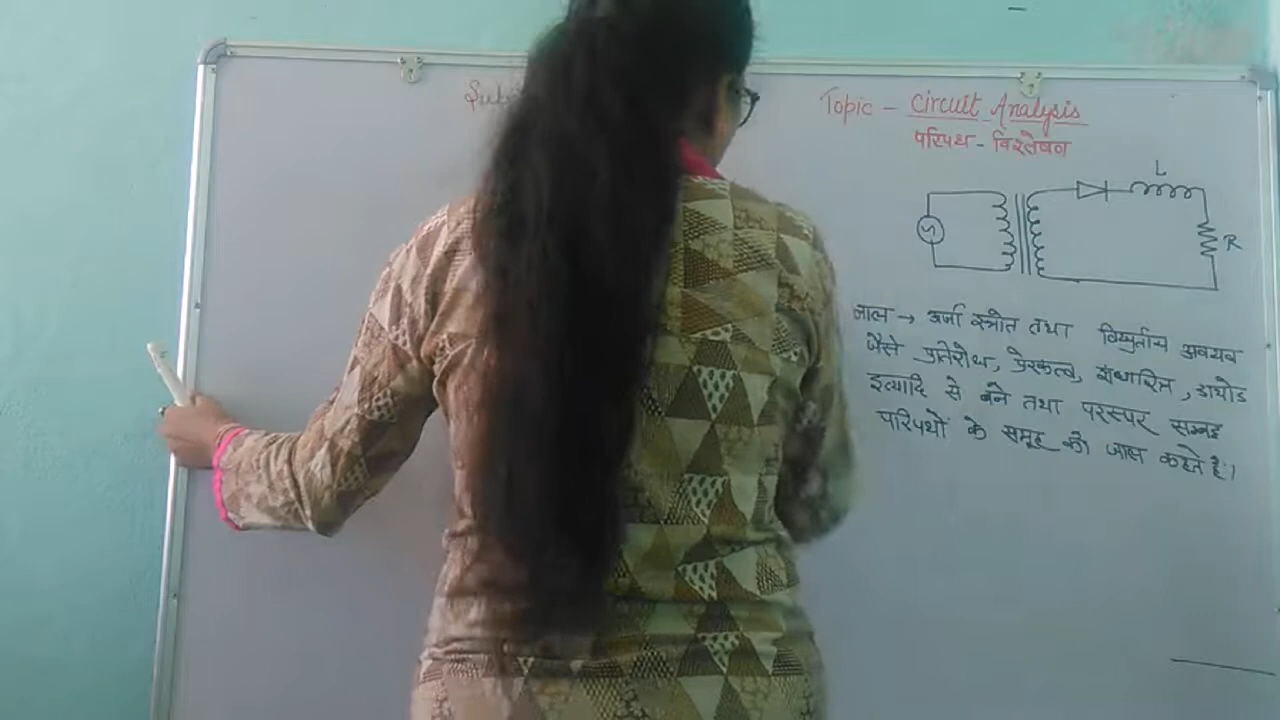 Topic - Circuit Analysis
परिपथ - विश्लेषन
L
R
जाल → ऊर्जा स्त्रोत तथा विद्युतीय अवयव
जैसे प्रतिरोध, प्रेरकत्व, संधारित्र, डायोड
इत्यादि से बने तथा परस्पर सम्बद्ध
परिपथों के समूह को जाल कहते है।